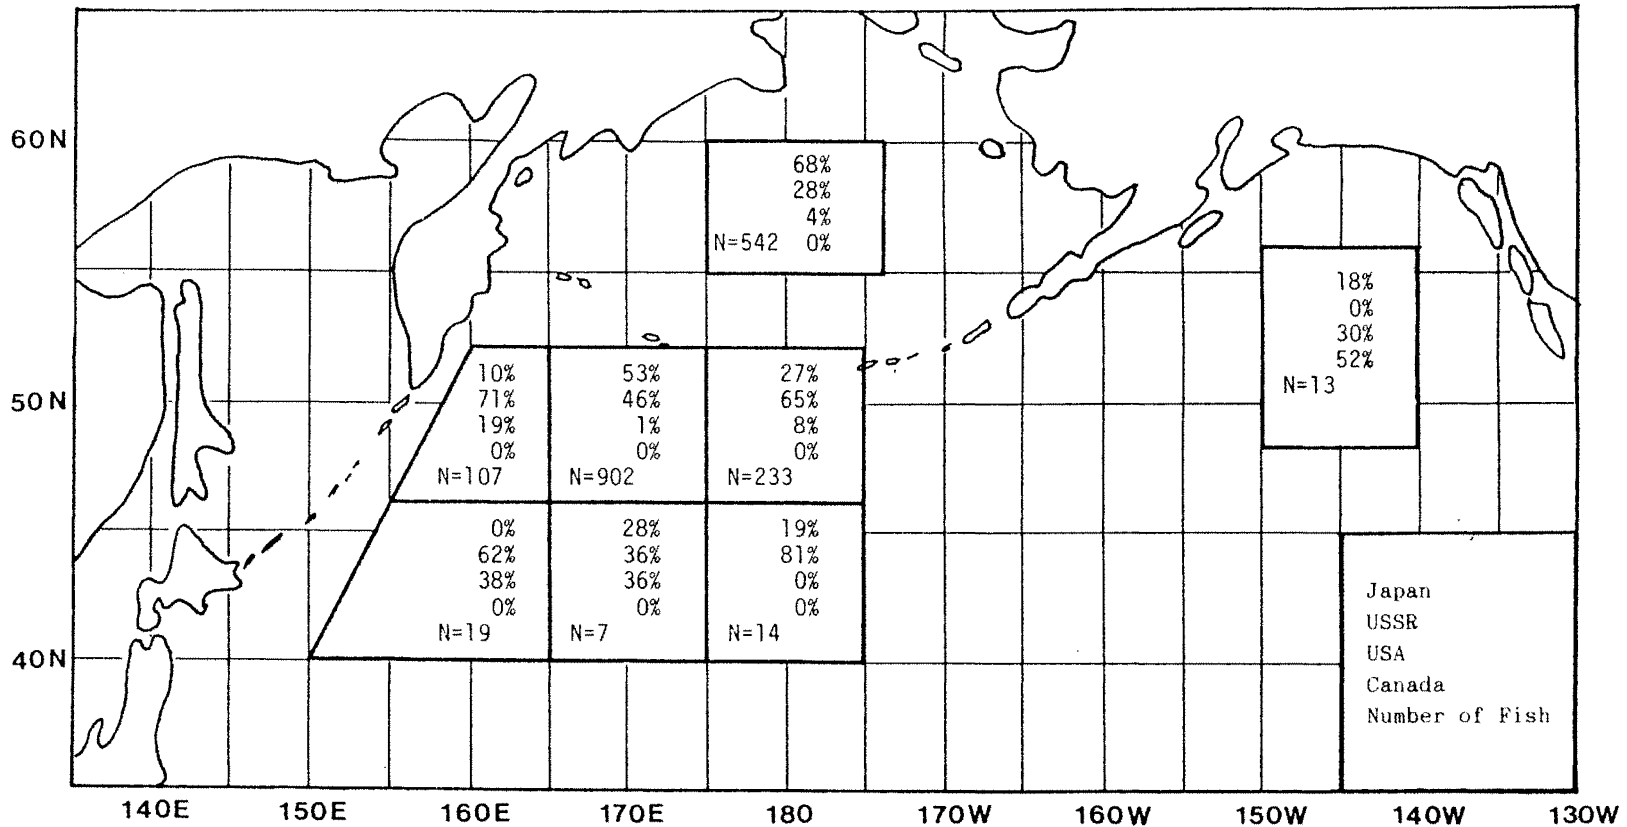 60N
50N
40N
68%
28%
4%
N=542 0%
18%
0%
30%
52%
N=13
10%
71%
19%
0%
N=107
53%
46%
1%
0%
N=902
27%
65%
8%
0%
N=233
0%
62%
38%
0%
N=19
28%
36%
36%
0%
N=7
19%
81%
0%
0%
N=14
Japan
USSR
USA
Canada
Number of Fish
140E 150E 160E 170E 180 170W 160W 150W 140W 130W